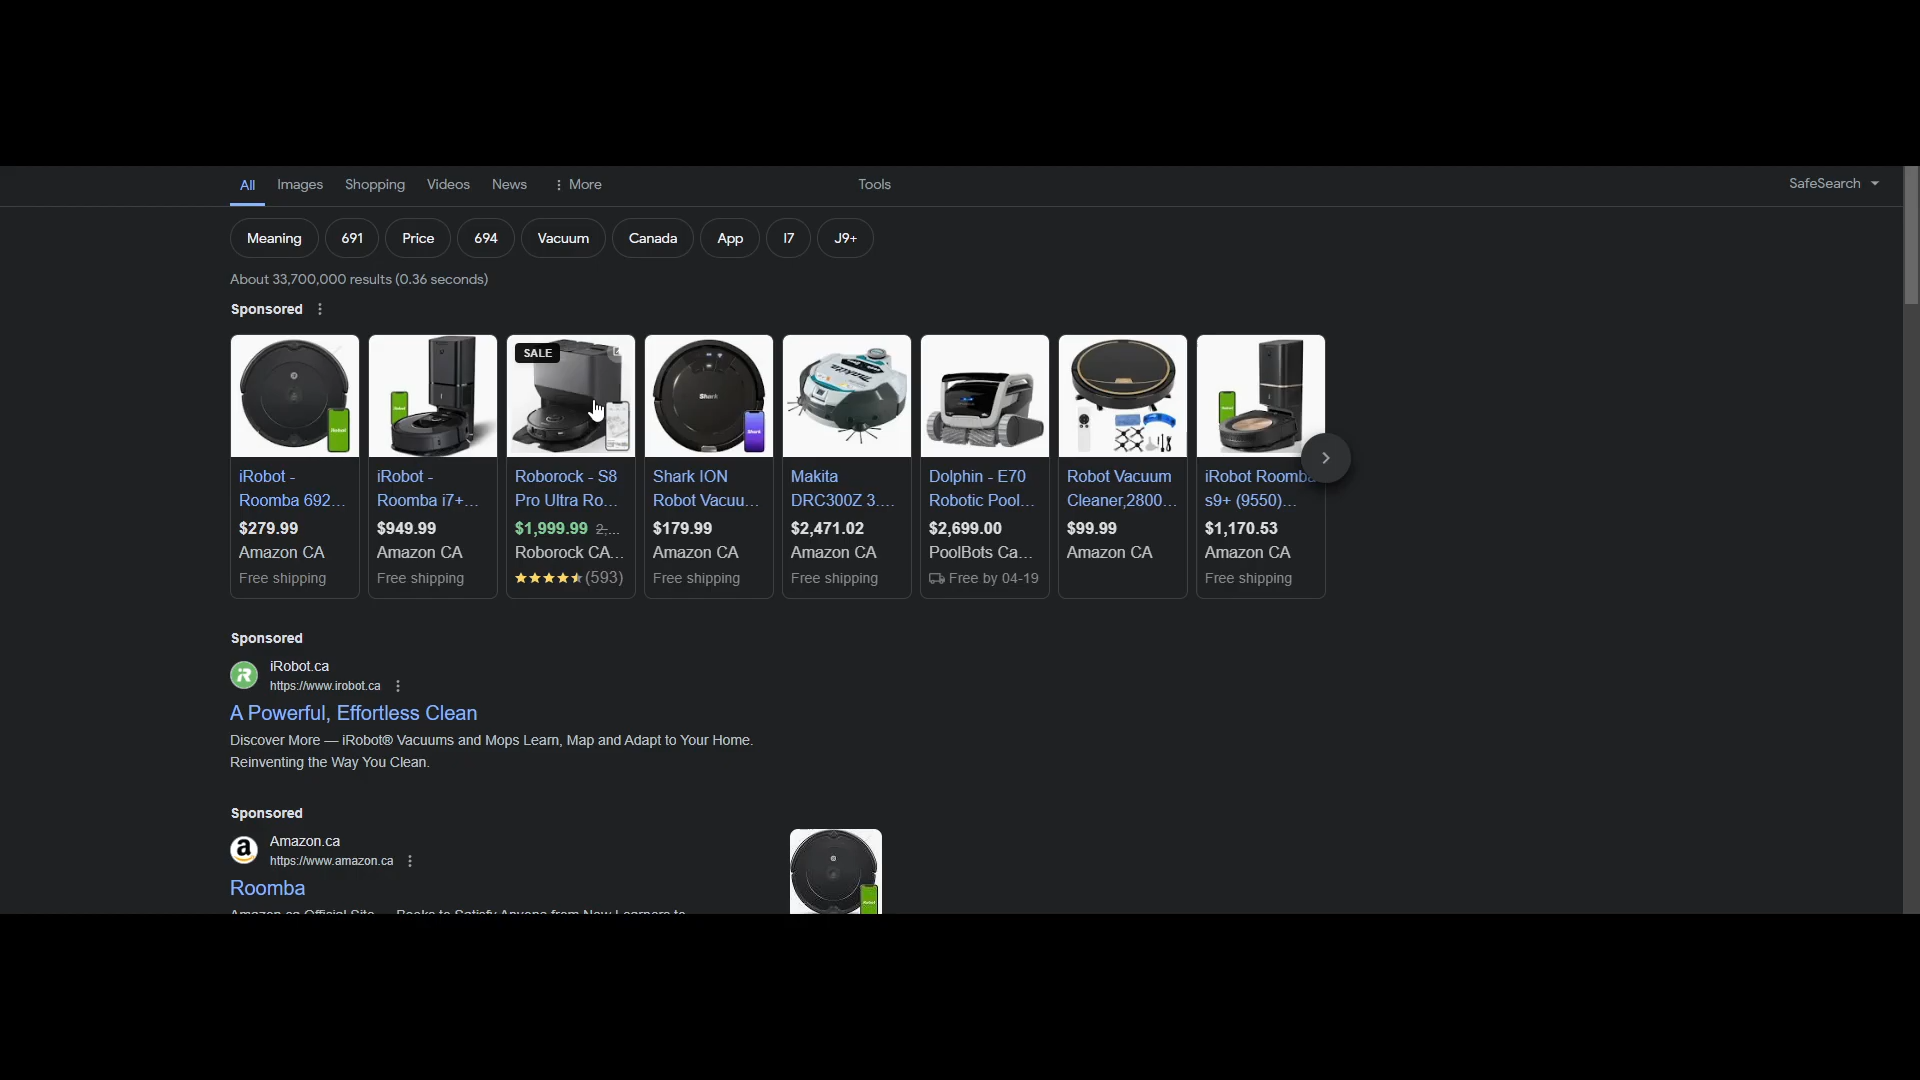 All Images Shopping Videos News More Tools SafeSearch
Meaning 691 Price 694 Vacuum Canada App I7 J9+
About 33,700,000 results (0.36 seconds)
Sponsored
SALE
Shark
makita
iRobot -
Roomba 692...
$279.99
Amazon CA
Free shipping
iRobot -
Roomba i7+...
$949.99
Amazon CA
Free shipping
Roborock - S8
Pro Ultra Ro...
$1,999.99 2,...
Roborock CA...
(593)
Shark ION
Robot Vacuu...
$179.99
Amazon CA
Free shipping
Makita
DRC300Z 3....
$2,471.02
Amazon CA
Free shipping
Dolphin - E70
Robotic Pool...
$2,699.00
PoolBots Ca...
Free by 04-19
Robot Vacuum
Cleaner,2800...
$99.99
Amazon CA
iRobot Roomba
s9+ (9550)...
$1,170.53
Amazon CA
Free shipping
Sponsored
iRobot.ca
https://www.irobot.ca
A Powerful, Effortless Clean
Discover More — iRobot® Vacuums and Mops Learn, Map and Adapt to Your Home.
Reinventing the Way You Clean.
Sponsored
Amazon.ca
https://www.amazon.ca
Roomba